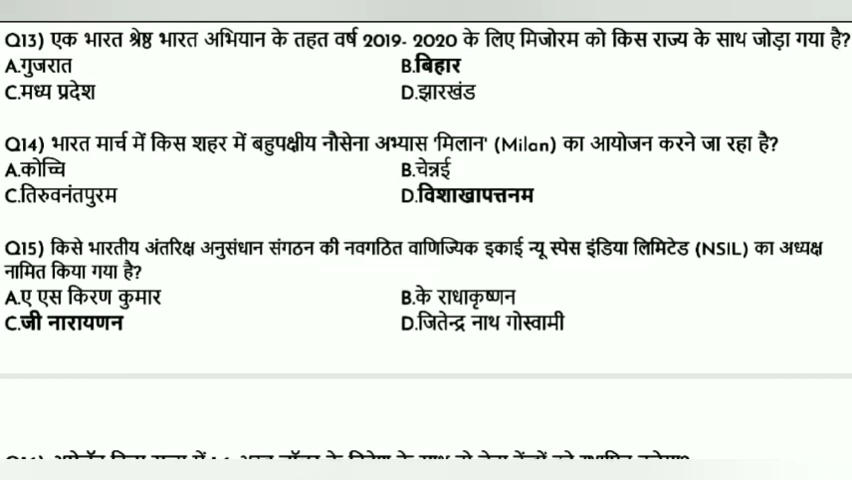 Q13) एक भारत श्रेष्ठ भारत अभियान के तहत वर्ष 2019- 2020 के लिए मिजोरम को किस राज्य के साथ जोड़ा गया है?
A.गुजरात B.बिहार
C.मध्य प्रदेश D.झारखंड
Q14) भारत मार्च में किस शहर में बहुपक्षीय नौसेना अभ्यास 'मिलान' (Milan) का आयोजन करने जा रहा है?
A.कोच्चि B.चेन्नई
C.तिरुवनंतपुरम D.विशाखापत्तनम
Q15) किसे भारतीय अंतरिक्ष अनुसंधान संगठन की नवगठित वाणिज्यिक इकाई न्यू स्पेस इंडिया लिमिटेड (NSIL) का अध्यक्ष
नामित किया गया है?
A.ए एस किरण कुमार B.के राधाकृष्णन
C.जी नारायणन D.जितेन्द्र नाथ गोस्वामी